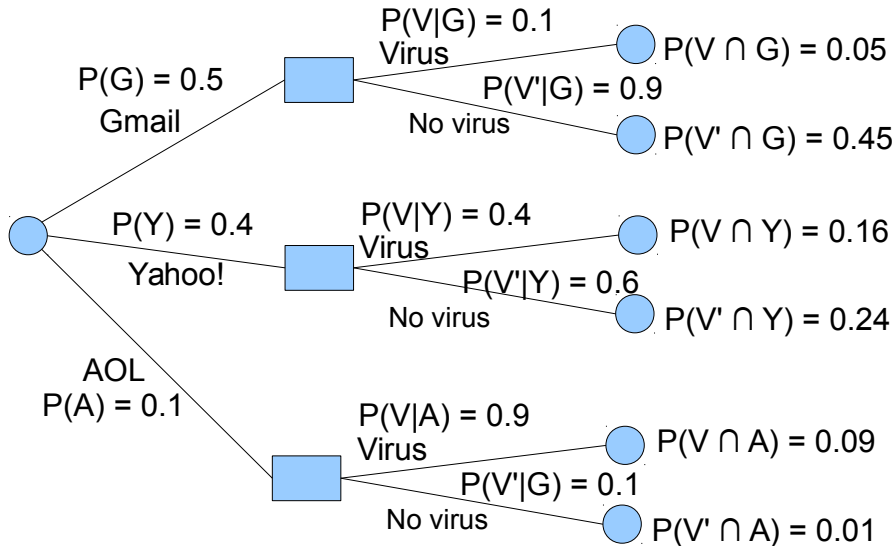 P(V|G) = 0.1
Virus
P(V ∩ G) = 0.05
P(G) = 0.5
Gmail
P(V'|G) = 0.9
No virus
P(V' ∩ G) = 0.45
P(Y) = 0.4
Yahoo!
P(V|Y) = 0.4
Virus
P(V ∩ Y) = 0.16
P(V'|Y) = 0.6
No virus
P(V' ∩ Y) = 0.24
AOL
P(A) = 0.1
P(V|A) = 0.9
Virus
P(V ∩ A) = 0.09
P(V'|G) = 0.1
No virus
P(V' ∩ A) = 0.01